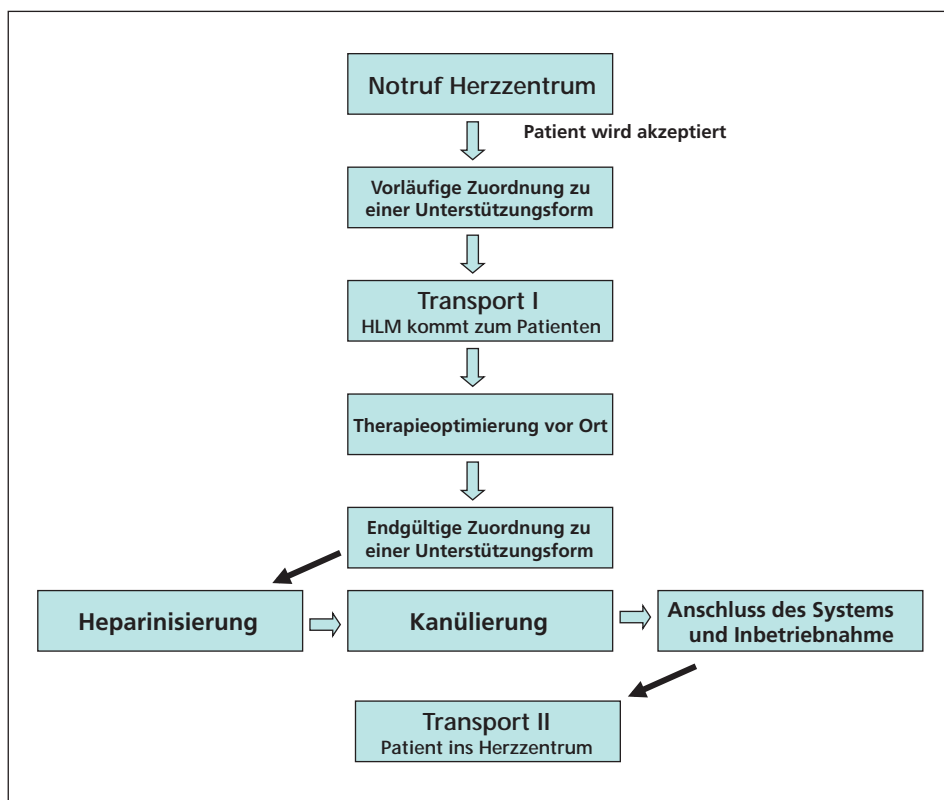 Notruf Herzzentrum
Patient wird akzeptiert
Vorläufige Zuordnung zu
einer Unterstützungsform
Transport I
HLM kommt zum Patienten
Therapieoptimierung vor Ort
Endgültige Zuordnung zu
einer Unterstützungsform
Heparinisierung
Kanülierung
Anschluss des Systems
und Inbetriebnahme
Transport II
Patient ins Herzzentrum